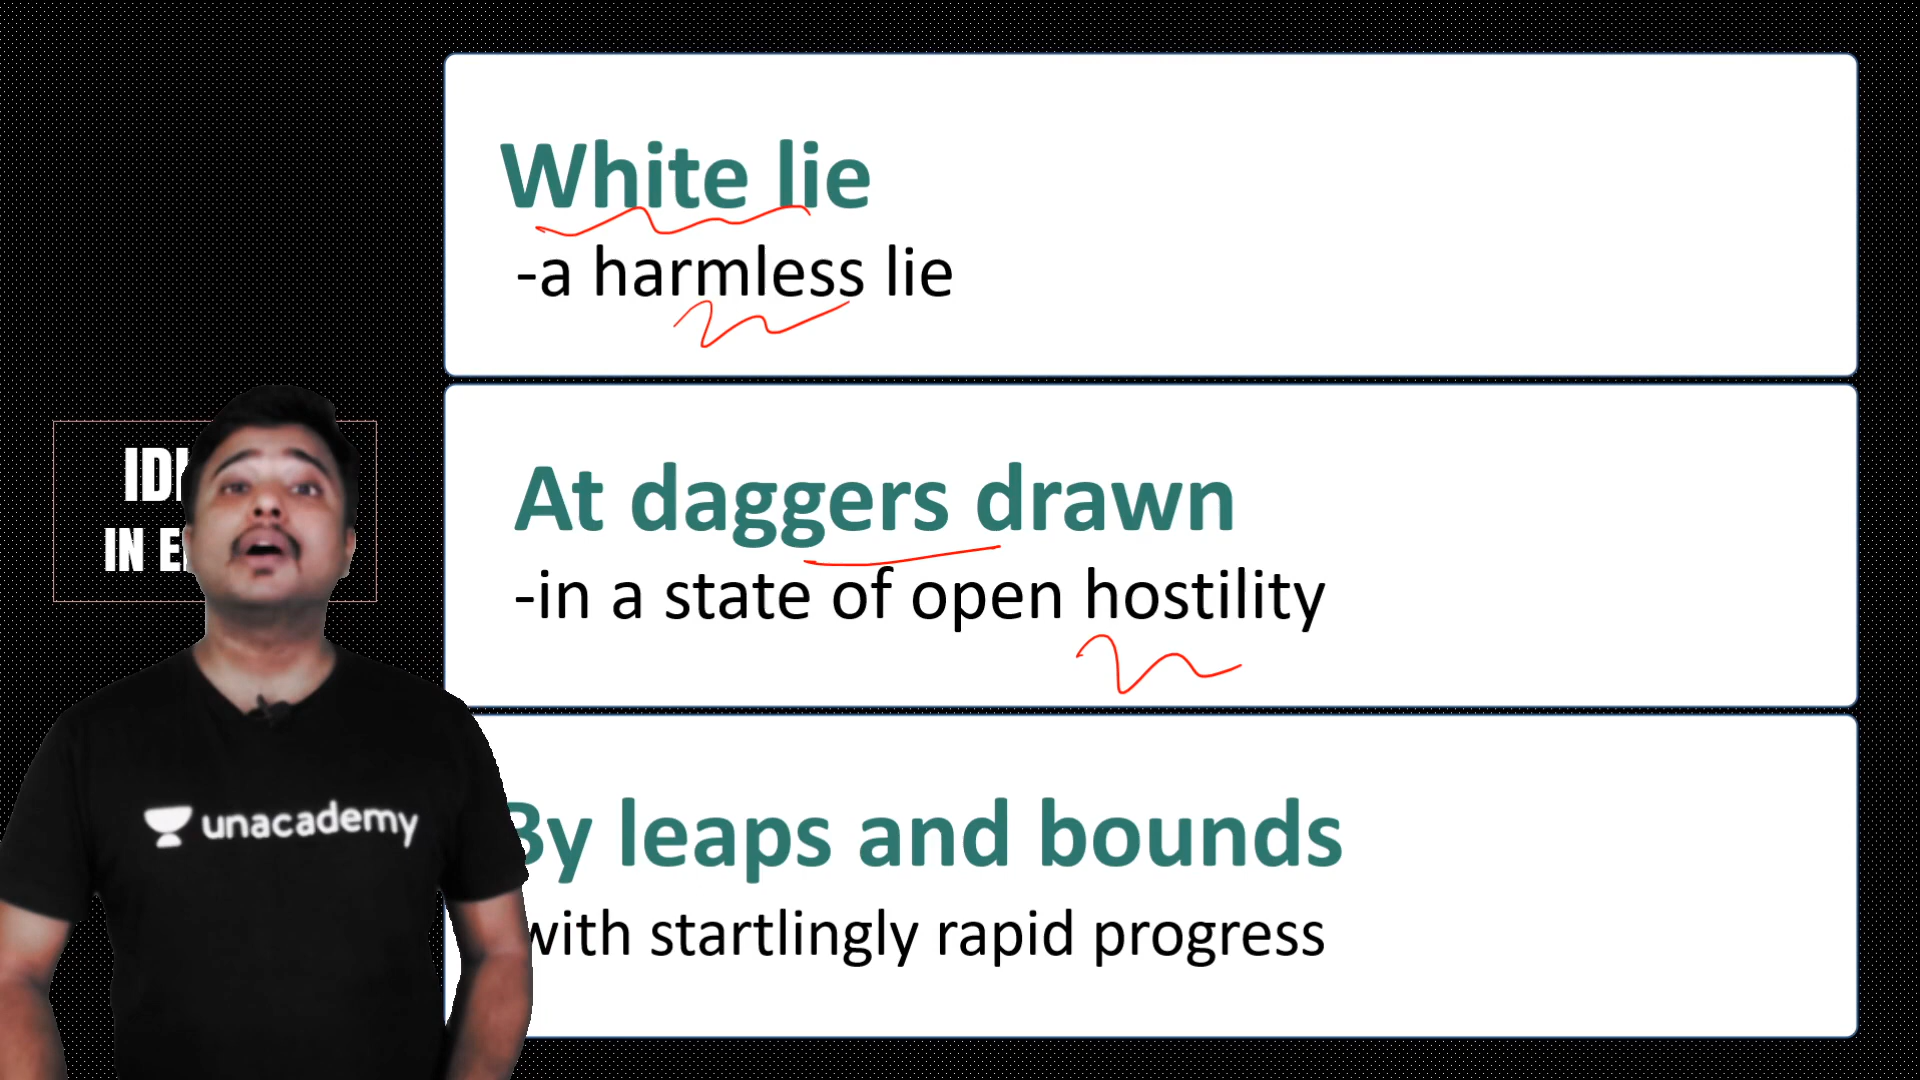 White lie
-a harmless lie
At daggers drawn
-in a state of open hostility
IN
By leaps and bounds
with startlingly rapid progress
unacademy